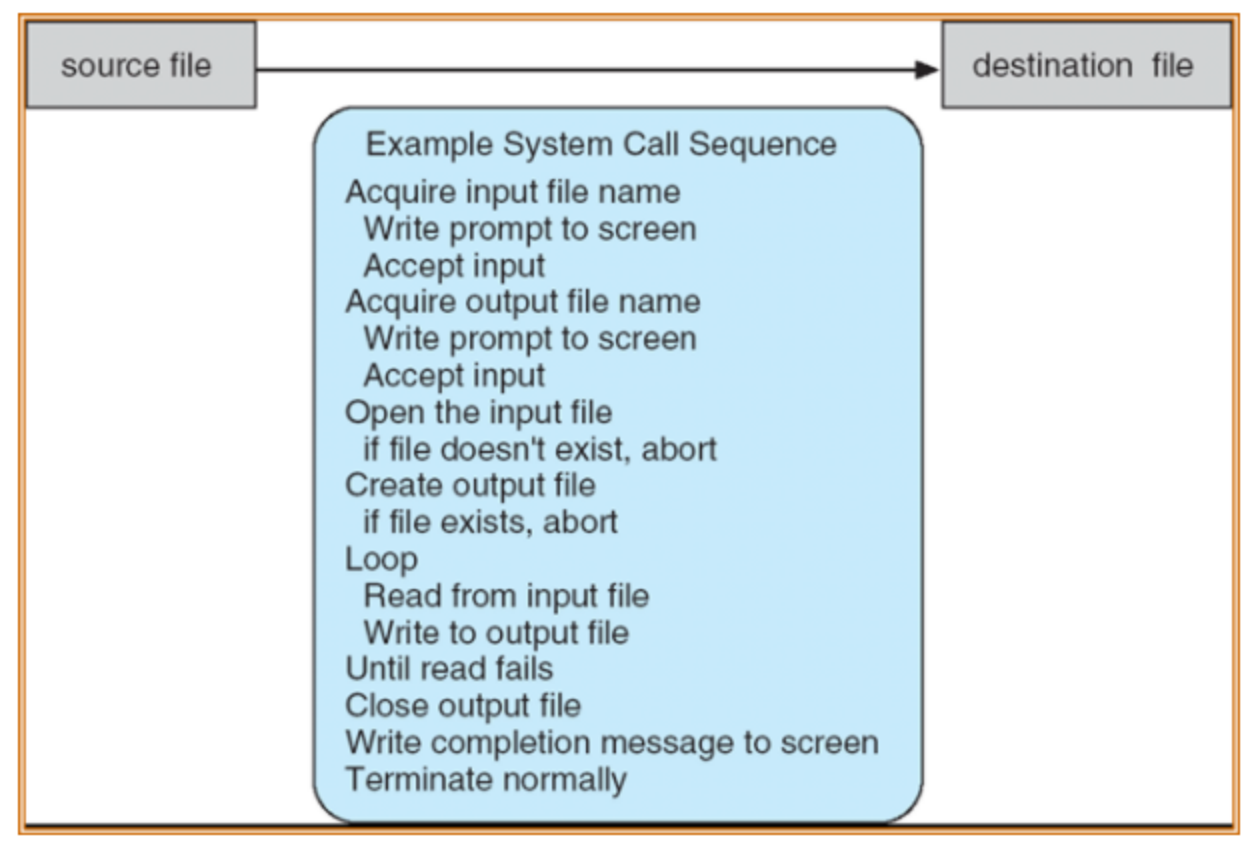 source file
destination file
Example System Call Sequence
Acquire input file name
Write prompt to screen
Accept input
Acquire output file name
Write prompt to screen
Accept input
Open the input file
if file doesn't exist, abort
Create output file
if file exists, abort
Loop
Read from input file
Write to output file
Until read fails
Close output file
Write completion message to screen
Terminate normally